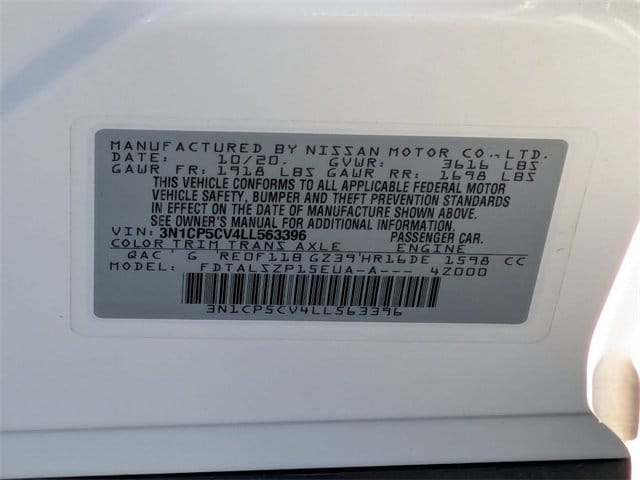 MANUFACTURED BY NISSAN MOTOR CO.,LTD.
DATE: 10/20. GVWR: 3616 LBS
GAWR FR: 1918 LBS GAWR RR: 1698 LBS
THIS VEHICLE CONFORMS TO ALL APPLICABLE FEDERAL MOTOR
VEHICLE SAFETY, BUMPER AND THEFT PREVENTION STANDARDS
IN EFFECT ON THE DATE OF MANUFACTURE SHOWN ABOVE.
SEE OWNER'S MANUAL FOR ADDITIONAL INFORMATION
VIN: 3N1CP5CV4LL563396 PASSENGER CAR.
COLOR TRIM TRANS AXLE ENGINE
QAC ' G 'RE0F11B GZ39'HR16DE 1598 CC
MODEL: FDTALSZP15EUA-A--- 4Z000
3N1CP5CV4LL563396